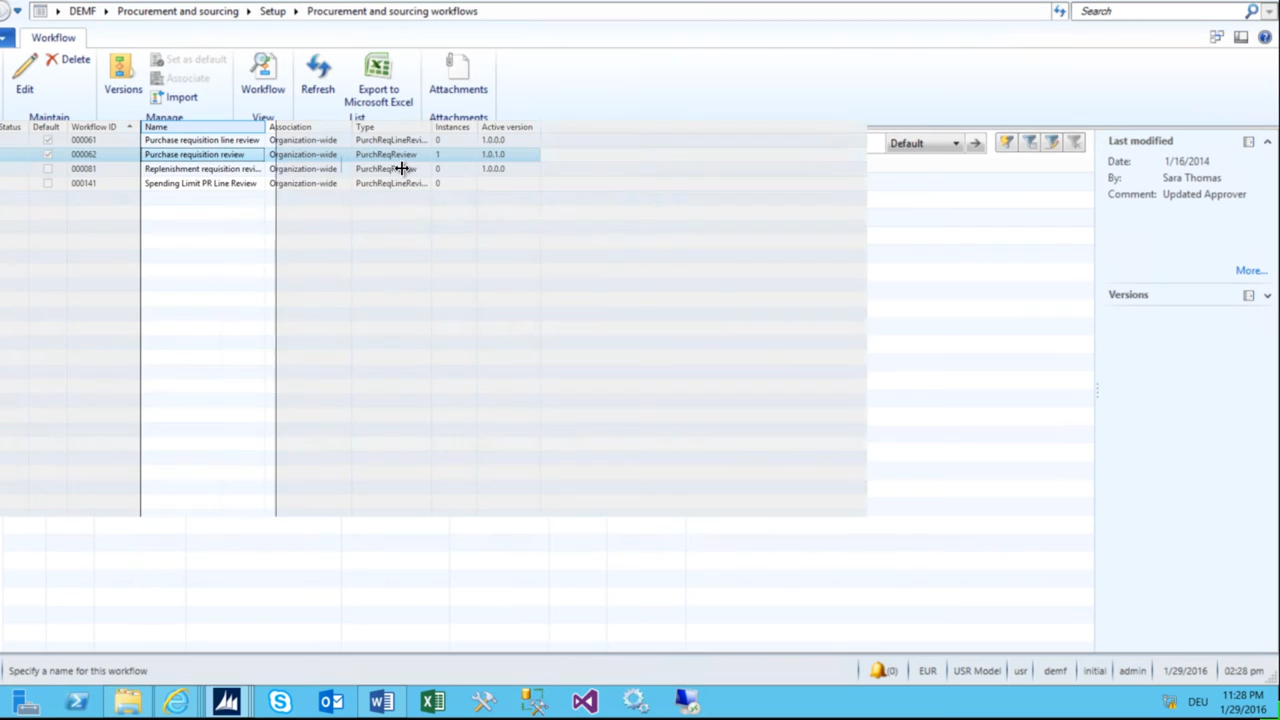 DEMF Procurement and sourcing Setup Procurement and sourcing workflows Search
Workflow
Edit Delete Versions Set as default Associate Import Workflow Refresh Export to Microsoft Excel Attachments
Maintain Manage View List Attachments
Status Default Workflow ID Name Association Type Instances Active version
000061 Purchase requisition line review Organization-wide PurchReqLineRevi... 0 1.0.0.0
000062 Purchase requisition review Organization-wide PurchReqReview 1 1.0.1.0
000081 Replenishment requisition revi... Organization-wide PurchReqReview 0 1.0.0.0
000141 Spending Limit PR Line Review Organization-wide PurchReqLineRevi... 0
Default
Last modified
Date: 1/16/2014
By: Sara Thomas
Comment: Updated Approver
More...
Versions
Specify a name for this workflow (0) EUR USR Model usr demf initial admin 1/29/2016 02:28 pm
DEU 11:28 PM
1/29/2016